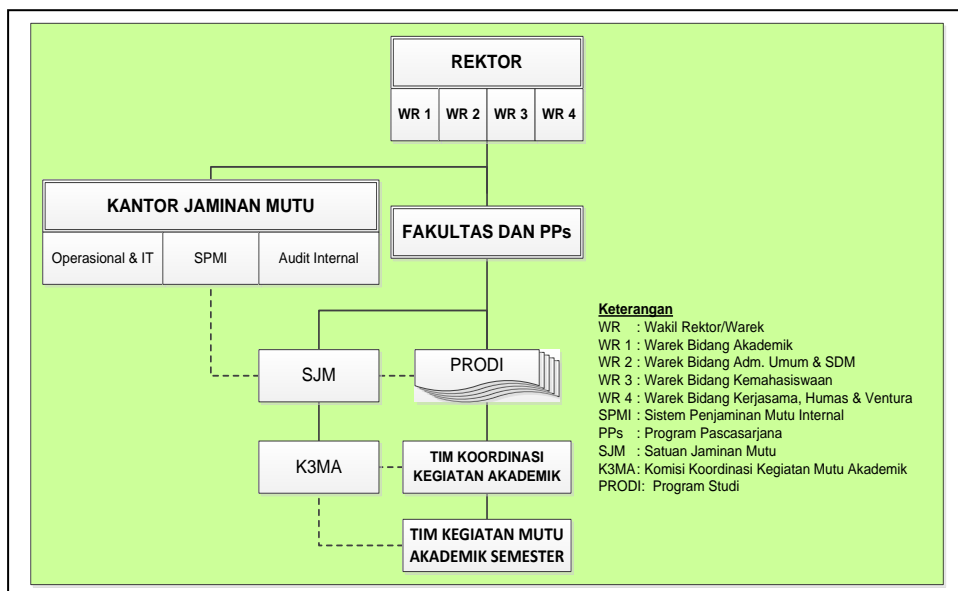 REKTOR
WR 1 WR 2 WR 3 WR 4
KANTOR JAMINAN MUTU
Operasional & IT SPMI Audit Internal
FAKULTAS DAN PPs
SJM
PRODI
K3MA
TIM KOORDINASI
KEGIATAN AKADEMIK
TIM KEGIATAN MUTU
AKADEMIK SEMESTER
Keterangan
WR : Wakil Rektor/Warek
WR 1 : Warek Bidang Akademik
WR 2 : Warek Bidang Adm. Umum & SDM
WR 3 : Warek Bidang Kemahasiswaan
WR 4 : Warek Bidang Kerjasama, Humas & Ventura
SPMI : Sistem Penjaminan Mutu Internal
PPs : Program Pascasarjana
SJM : Satuan Jaminan Mutu
K3MA : Komisi Koordinasi Kegiatan Mutu Akademik
PRODI: Program Studi